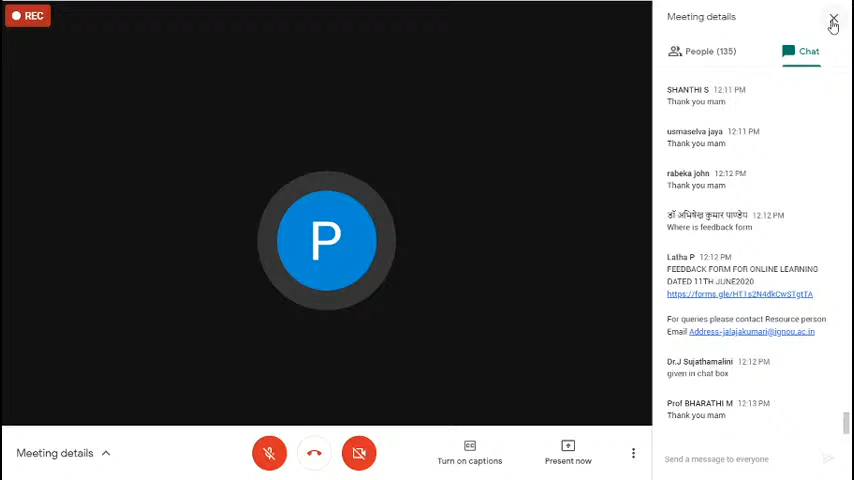 REC
Meeting details
People (135)
Chat
SHANTHI S 12:11 PM
Thank you mam
usmaselva jaya 12:11 PM
Thank you mam
rabeka john 12:12 PM
Thank you mam
डॉ अभिषेख कुमार पाण्डेय 12:12 PM
Where is feedback form
Latha P 12:12 PM
FEEDBACK FORM FOR ONLINE LEARNING
DATED 11TH JUNE2020
https://forms.gle/HT1s2N4dkCwSTgtTA
For queries please contact Resource person
Email Address-jalajakumari@ignou.ac.in
Dr.J Sujathamalini 12:12 PM
given in chat box
Prof BHARATHI M 12:13 PM
Thank you mam
Send a message to everyone
P
Meeting details
Turn on captions
Present now